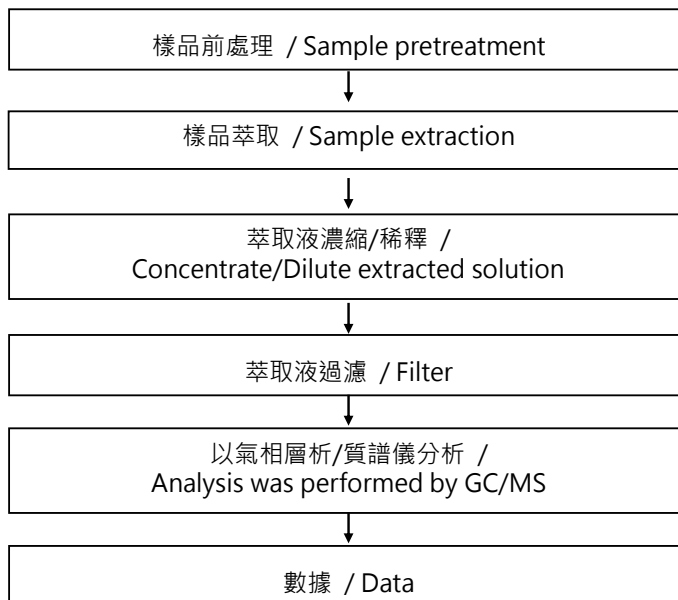 樣品前處理 / Sample pretreatment
樣品萃取 / Sample extraction
萃取液濃縮/稀釋 /
Concentrate/Dilute extracted solution
萃取液過濾 / Filter
以氣相層析/質譜儀分析 /
Analysis was performed by GC/MS
數據 / Data